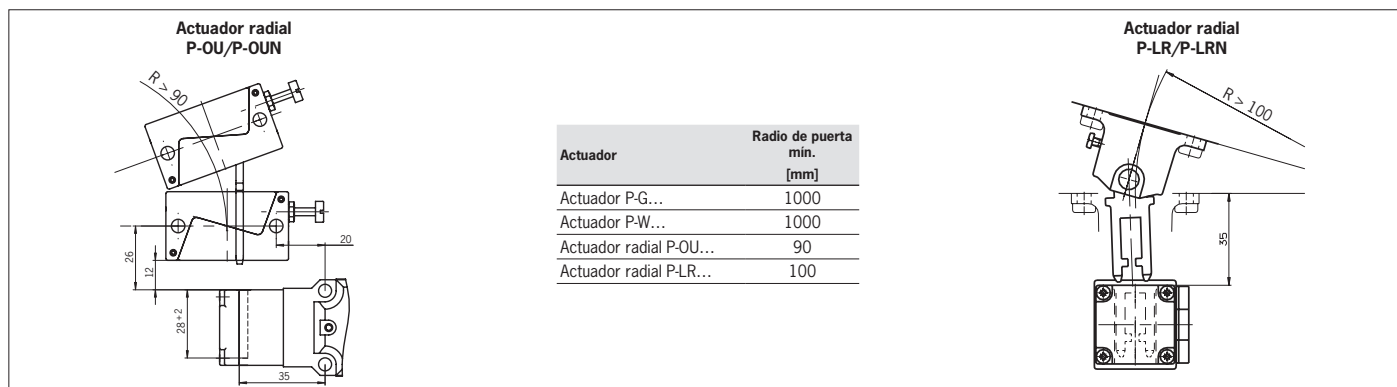 Actuador radial
P-OU/P-OUN
R > 90
20
26
12
28+2
35
Actuador
Radio de puerta
mín.
[mm]
Actuador P-G… 1000
Actuador P-W… 1000
Actuador radial P-OU… 90
Actuador radial P-LR… 100
Actuador radial
P-LR/P-LRN
R > 100
35